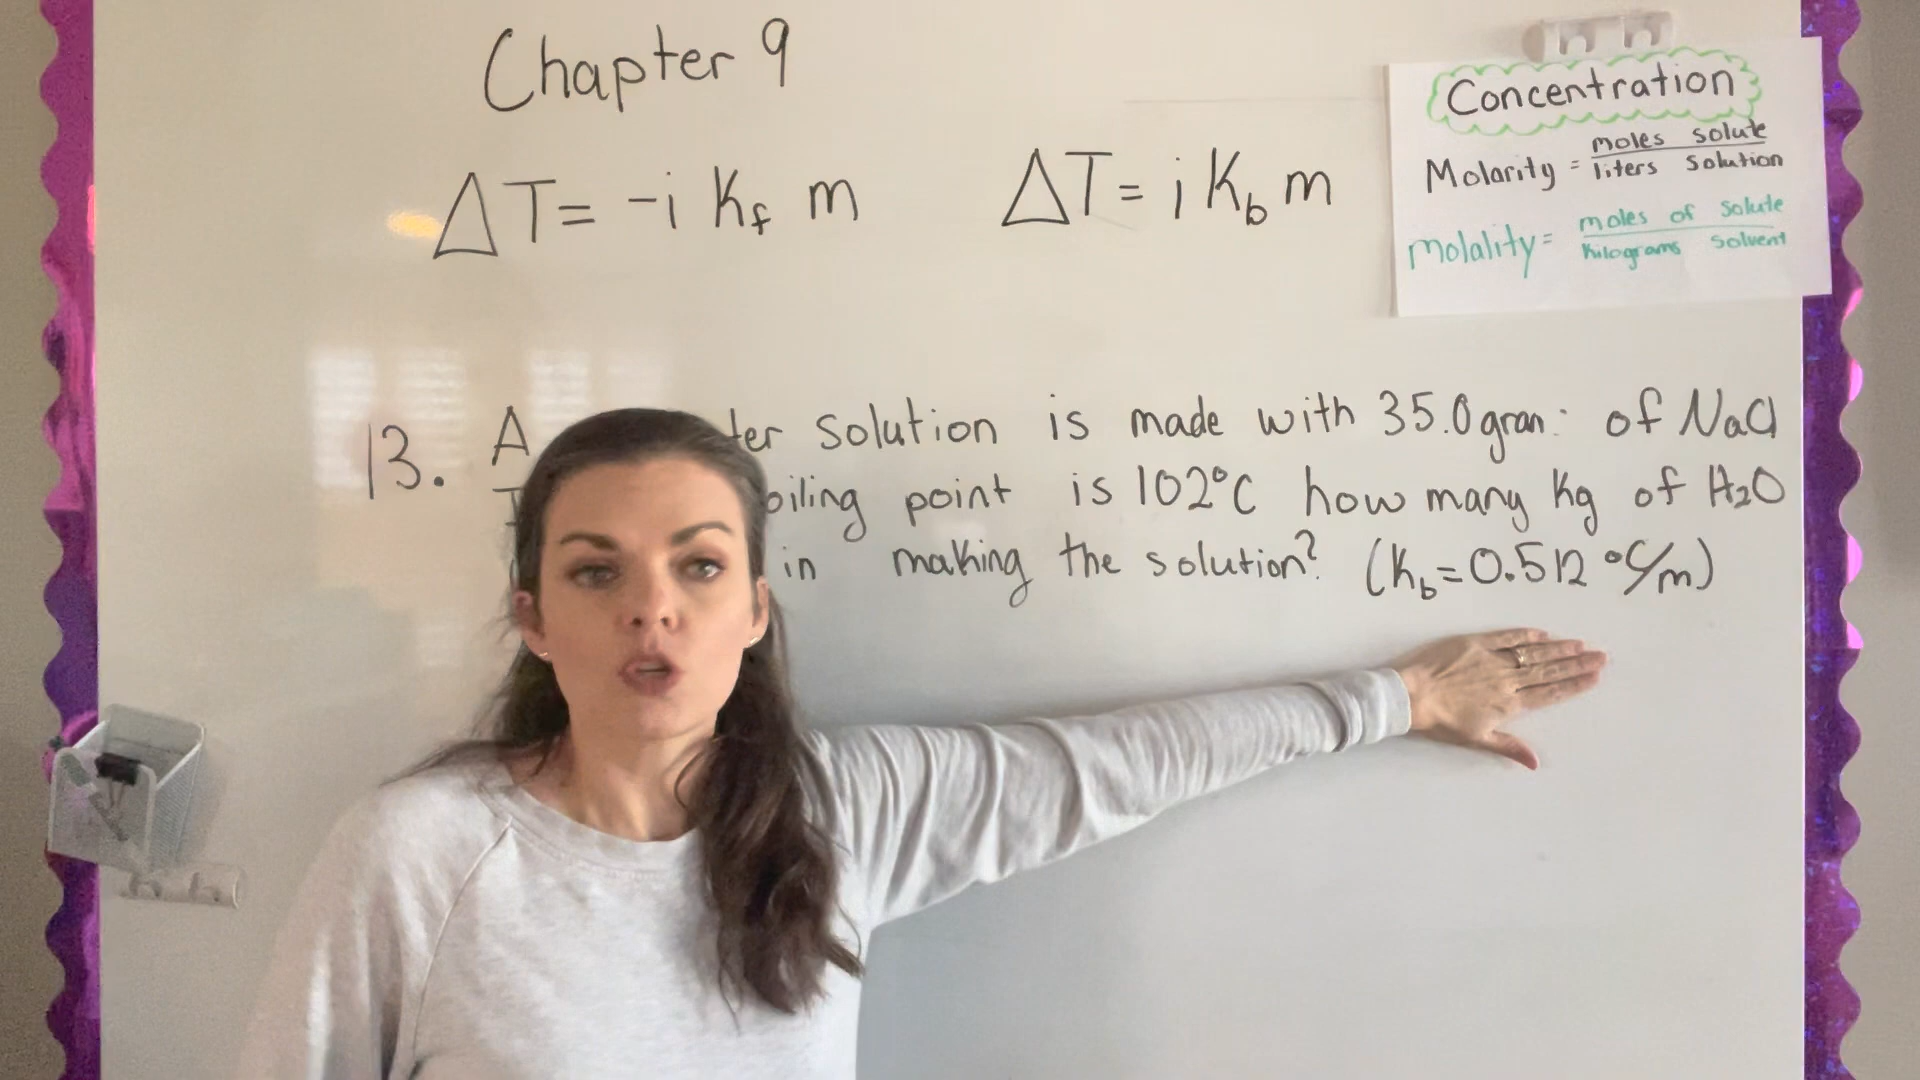 Chapter 9
ΔT = -i Kf m
ΔT = i Kb m
Concentration
Molarity = moles solute / liters solution
Molality = moles of solute / kilograms solvent
13. A solution is made with 35.0 gram of NaCl
point is 102°C how many kg of H2O
in making the solution? (Kb = 0.512 °C/m)